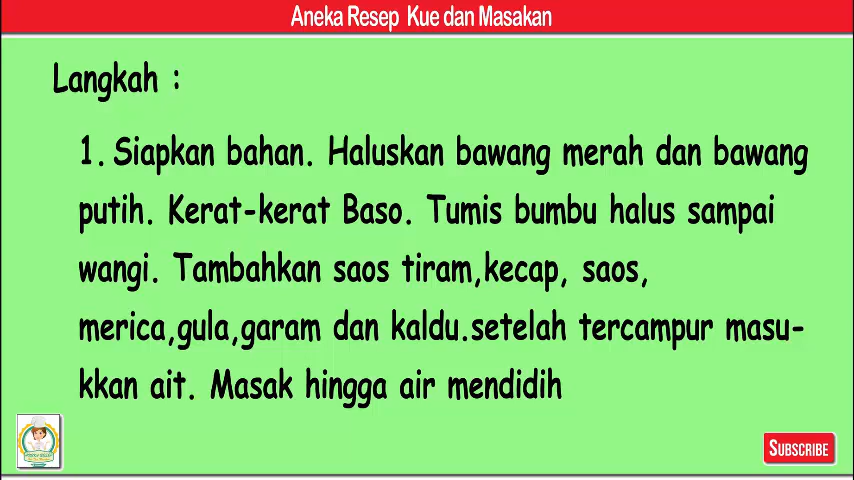 Aneka Resep Kue dan Masakan
Langkah :
1. Siapkan bahan. Haluskan bawang merah dan bawang
putih. Kerat-kerat Baso. Tumis bumbu halus sampai
wangi. Tambahkan saos tiram,kecap, saos,
merica,gula,garam dan kaldu.setelah tercampur masu-
kkan ait. Masak hingga air mendidih
SUBSCRIBE